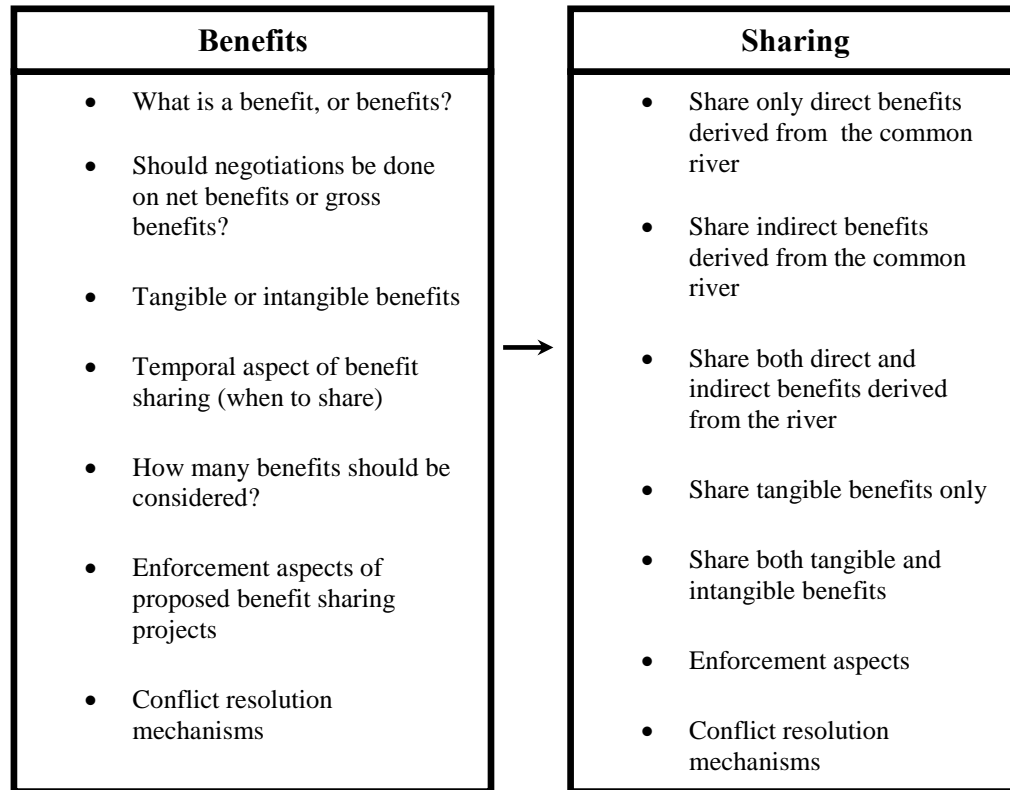 Benefits
• What is a benefit, or benefits?
• Should negotiations be done
on net benefits or gross
benefits?
• Tangible or intangible benefits
• Temporal aspect of benefit
sharing (when to share)
• How many benefits should be
considered?
• Enforcement aspects of
proposed benefit sharing
projects
• Conflict resolution
mechanisms
Sharing
• Share only direct benefits
derived from the common
river
• Share indirect benefits
derived from the common
river
• Share both direct and
indirect benefits derived
from the river
• Share tangible benefits only
• Share both tangible and
intangible benefits
• Enforcement aspects
• Conflict resolution
mechanisms